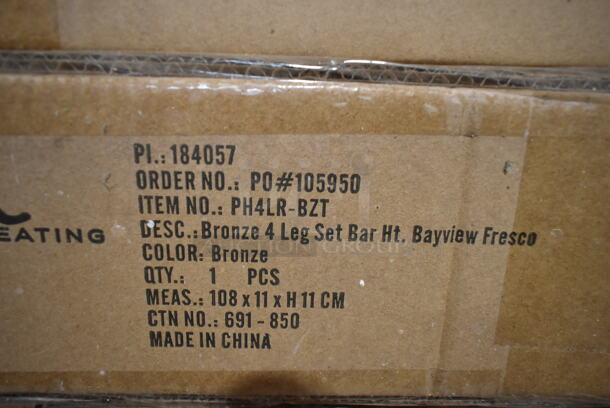 PI.: 184057
ORDER NO.: PO#105950
ITEM NO.: PH4LR-BZT
EATING
DESC.: Bronze 4 Leg Set Bar Ht. Bayview Fresco
COLOR: Bronze
QTY.: 1 PCS
MEAS.: 108 x 11 x H 11 CM
CTN NO.: 691-850
MADE IN CHINA